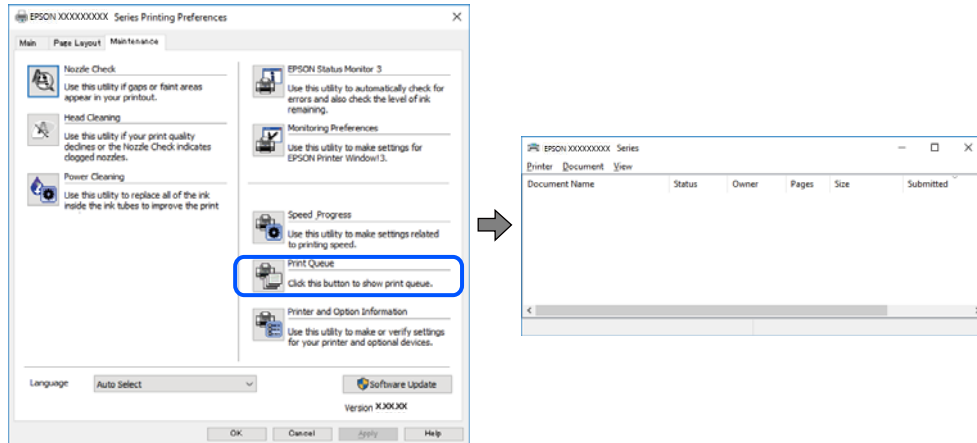 EPSON XXXXXXXXX Series Printing Preferences
Main Page Layout Maintenance
Nozzle Check
Use this utility if gaps or faint areas
appear in your printout.
Head Cleaning
Use this utility if your print quality
declines or the Nozzle Check indicates
clogged nozzles.
Power Cleaning
Use this utility to replace all of the ink
inside the ink tubes to improve the print
EPSON Status Monitor 3
Use this utility to automatically check for
errors and also check the level of ink
remaining.
Monitoring Preferences
Use this utility to make settings for
EPSON Printer Window!3.
Speed Progress
Use this utility to make settings related
to printing speed.
Print Queue
Click this button to show print queue.
Printer and Option Information
Use this utility to make or verify settings
for your printer and optional devices.
Language Auto Select Software Update
Version X.XX.XX
OK Cancel Apply Help
EPSON XXXXXXXXX Series
Printer Document View
Document Name Status Owner Pages Size Submitted